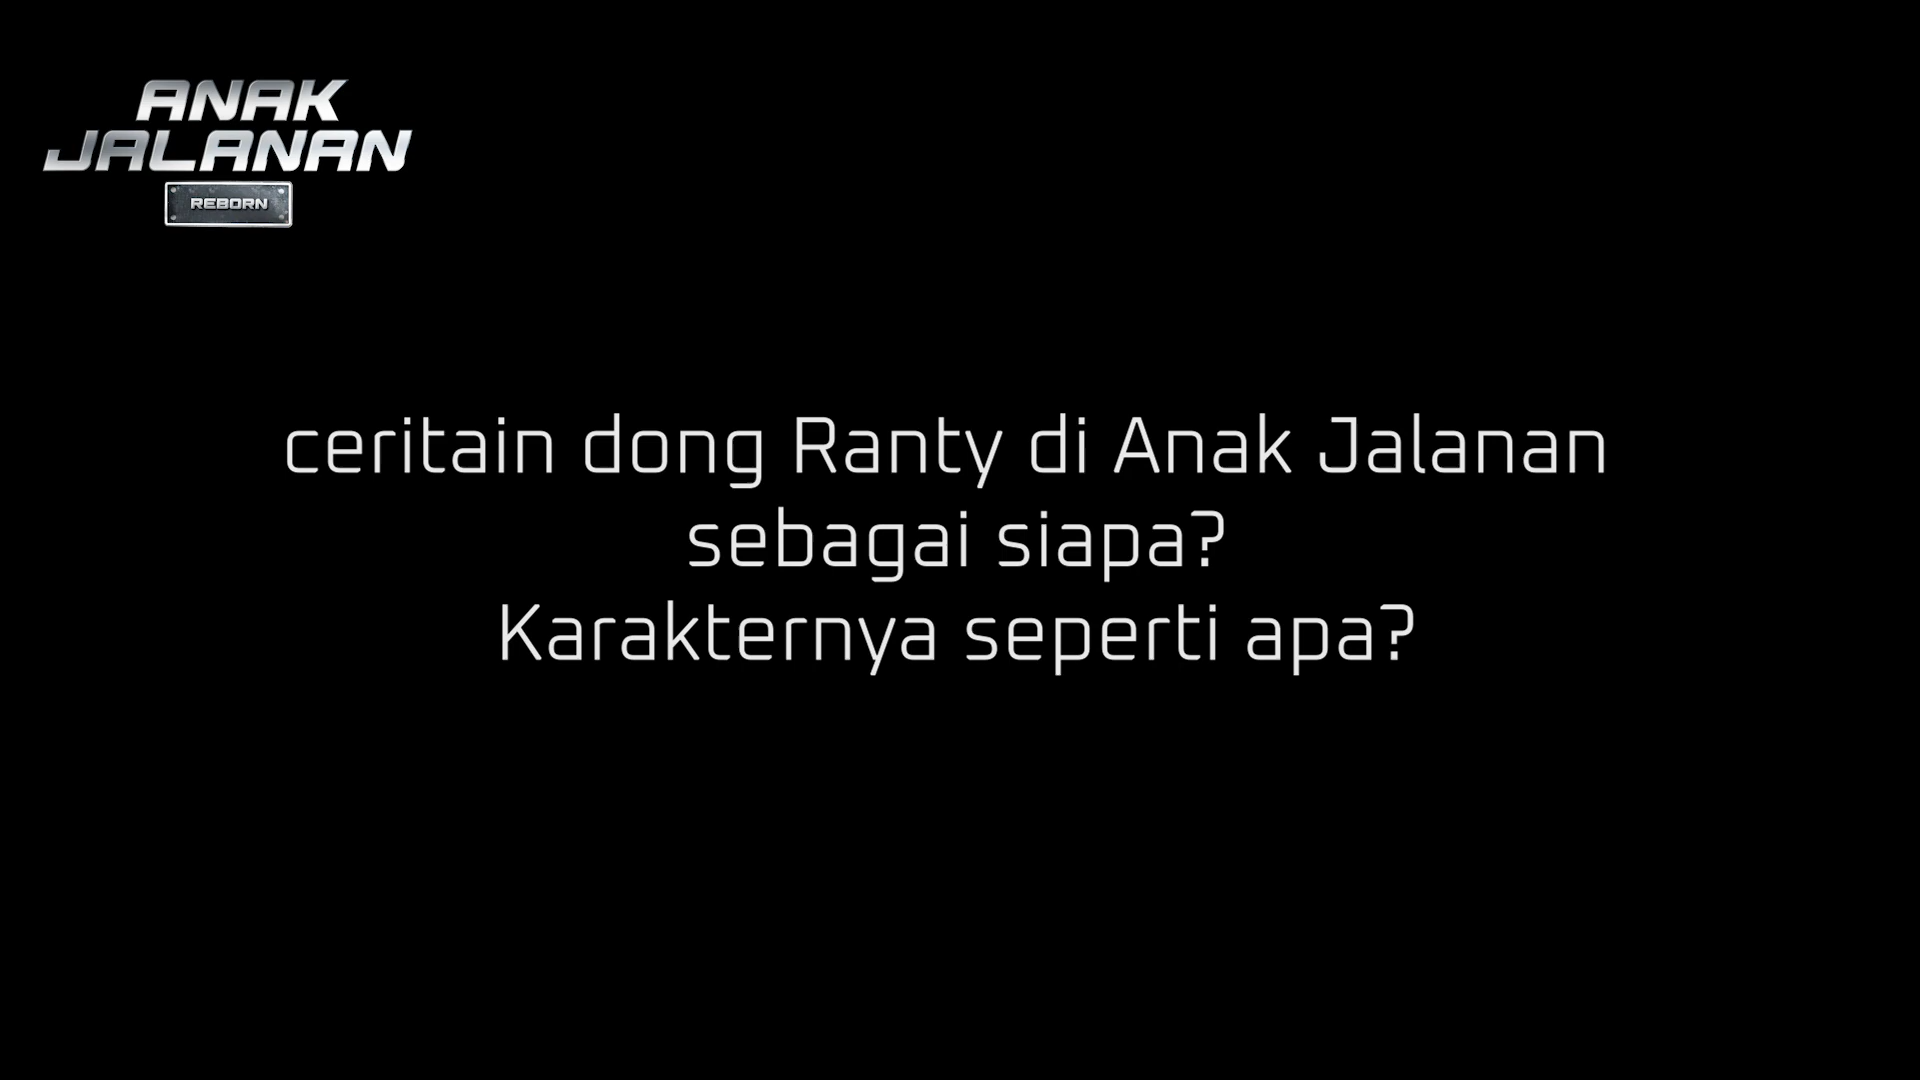 ANAK
JALANAN
REBORN
ceritain dong Ranty di Anak Jalanan
sebagai siapa?
Karakternya seperti apa?